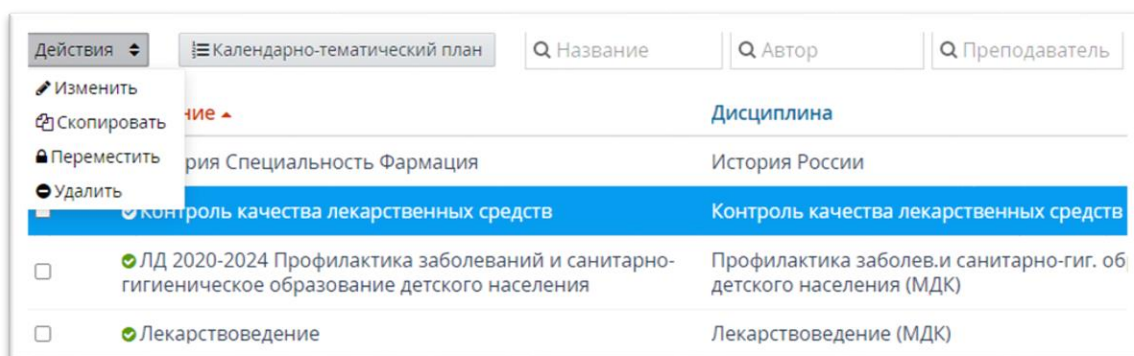 Действия
Календарно-тематический план
Название
Автор
Преподаватель
Изменить
Скопировать
Переместить
Удалить
ние
Дисциплина
рия Специальность Фармация
История России
Контроль качества лекарственных средств
Контроль качества лекарственных средств
ЛД 2020-2024 Профилактика заболеваний и санитарно-
гигиеническое образование детского населения
Профилактика заболев.и санитарно-гиг. об
детского населения (МДК)
Лекарствоведение
Лекарствоведение (МДК)